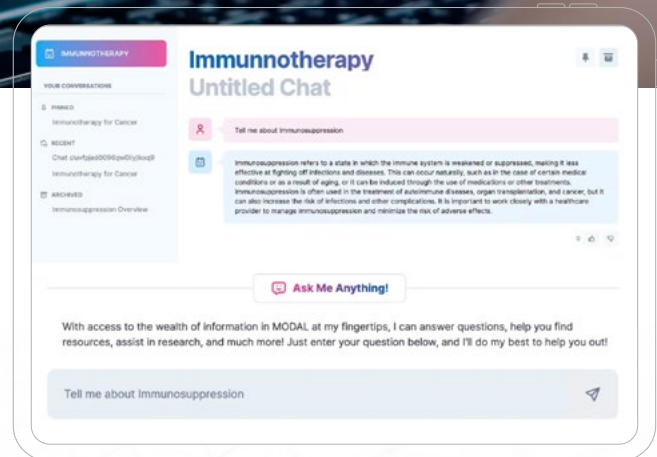 IMMUNNOTHERAPY
YOUR CONVERSATIONS
PINNED
Immunotherapy for Cancer
RECENT
Immunotherapy for Cancer
ARCHIVED
Immunosuppression Overview
Immunnotherapy
Untitled Chat
Tell me about Immunosuppression
Immunosuppression refers to a state in which the immune system is weakened or suppressed, making it less
effective at fighting off infections and diseases. This can occur naturally, such as in the case of certain medical
conditions or as a result of aging, or it can be induced through the use of medications or other treatments.
Immunosuppression is often used in the treatment of autoimmune diseases, organ transplantation, and cancer, but it
can also increase the risk of infections and other complications. It is important to work closely with a healthcare
provider to manage immunosuppression and minimize the risk of adverse effects.
Ask Me Anything!
With access to the wealth of information in MODAL at my fingertips, I can answer questions, help you find
resources, assist in research, and much more! Just enter your question below, and I'll do my best to help you out!
Tell me about Immunosuppression